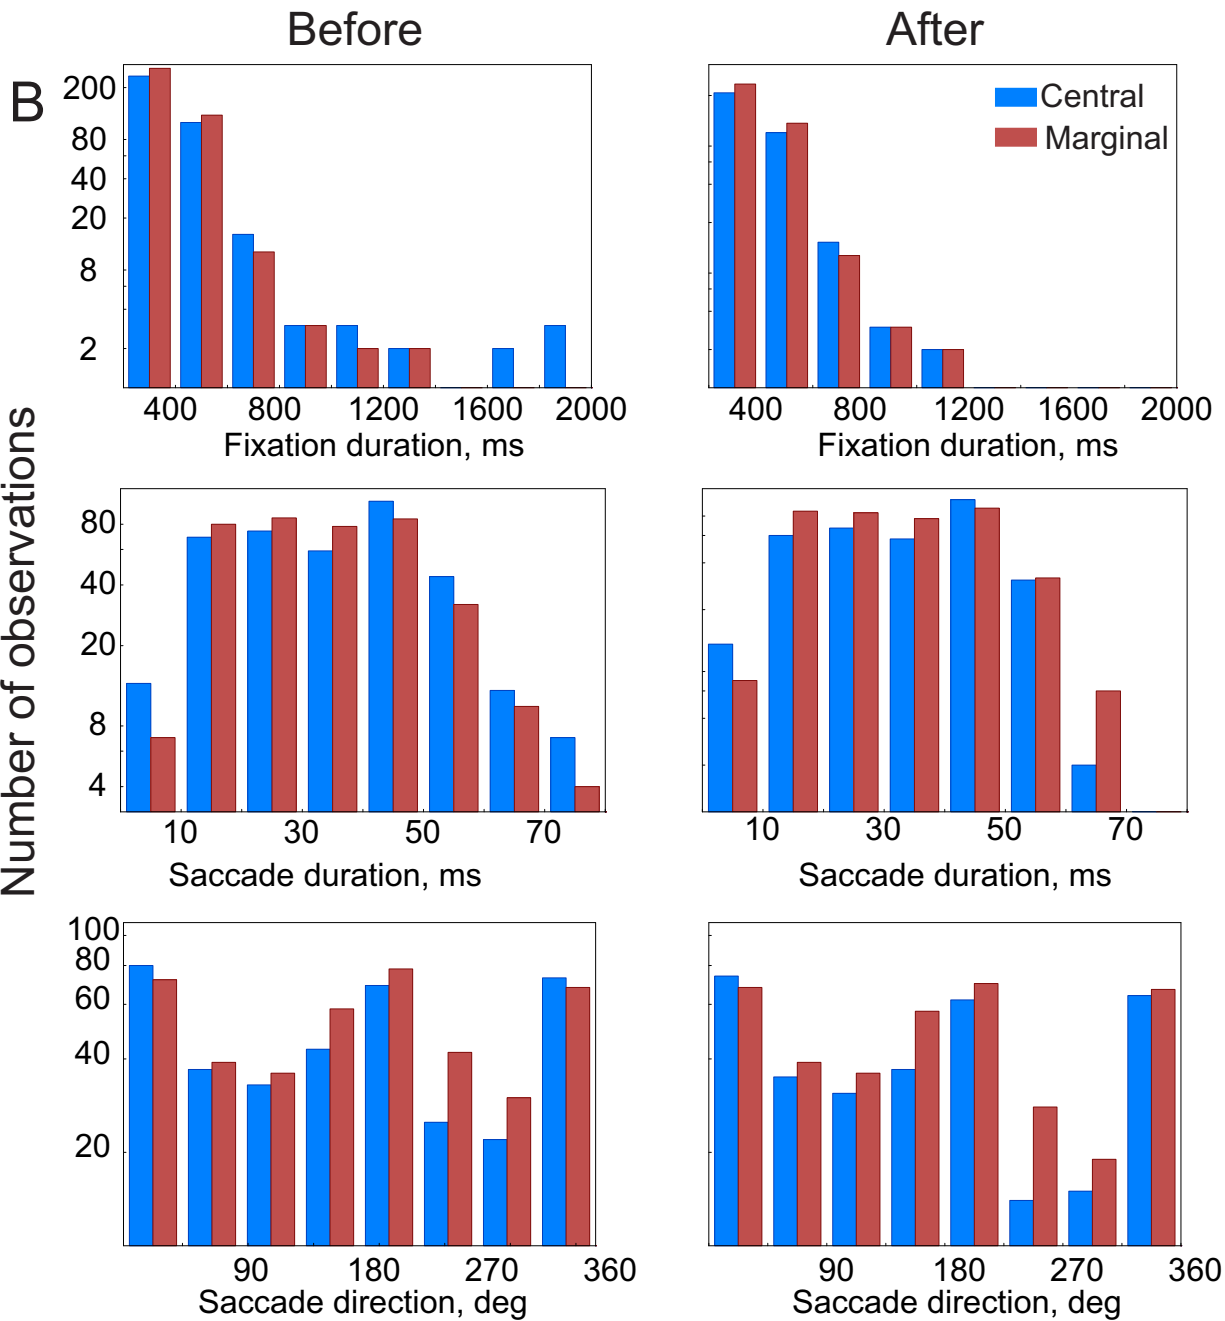 Before
After
B
Number of observations
200
80
40
20
8
2
400 800 1200 1600 2000
Fixation duration, ms
Central
Marginal
400 800 1200 1600 2000
Fixation duration, ms
80
40
20
8
4
10 30 50 70
Saccade duration, ms
10 30 50 70
Saccade duration, ms
100
80
60
40
20
90 180 270 360
Saccade direction, deg
90 180 270 360
Saccade direction, deg